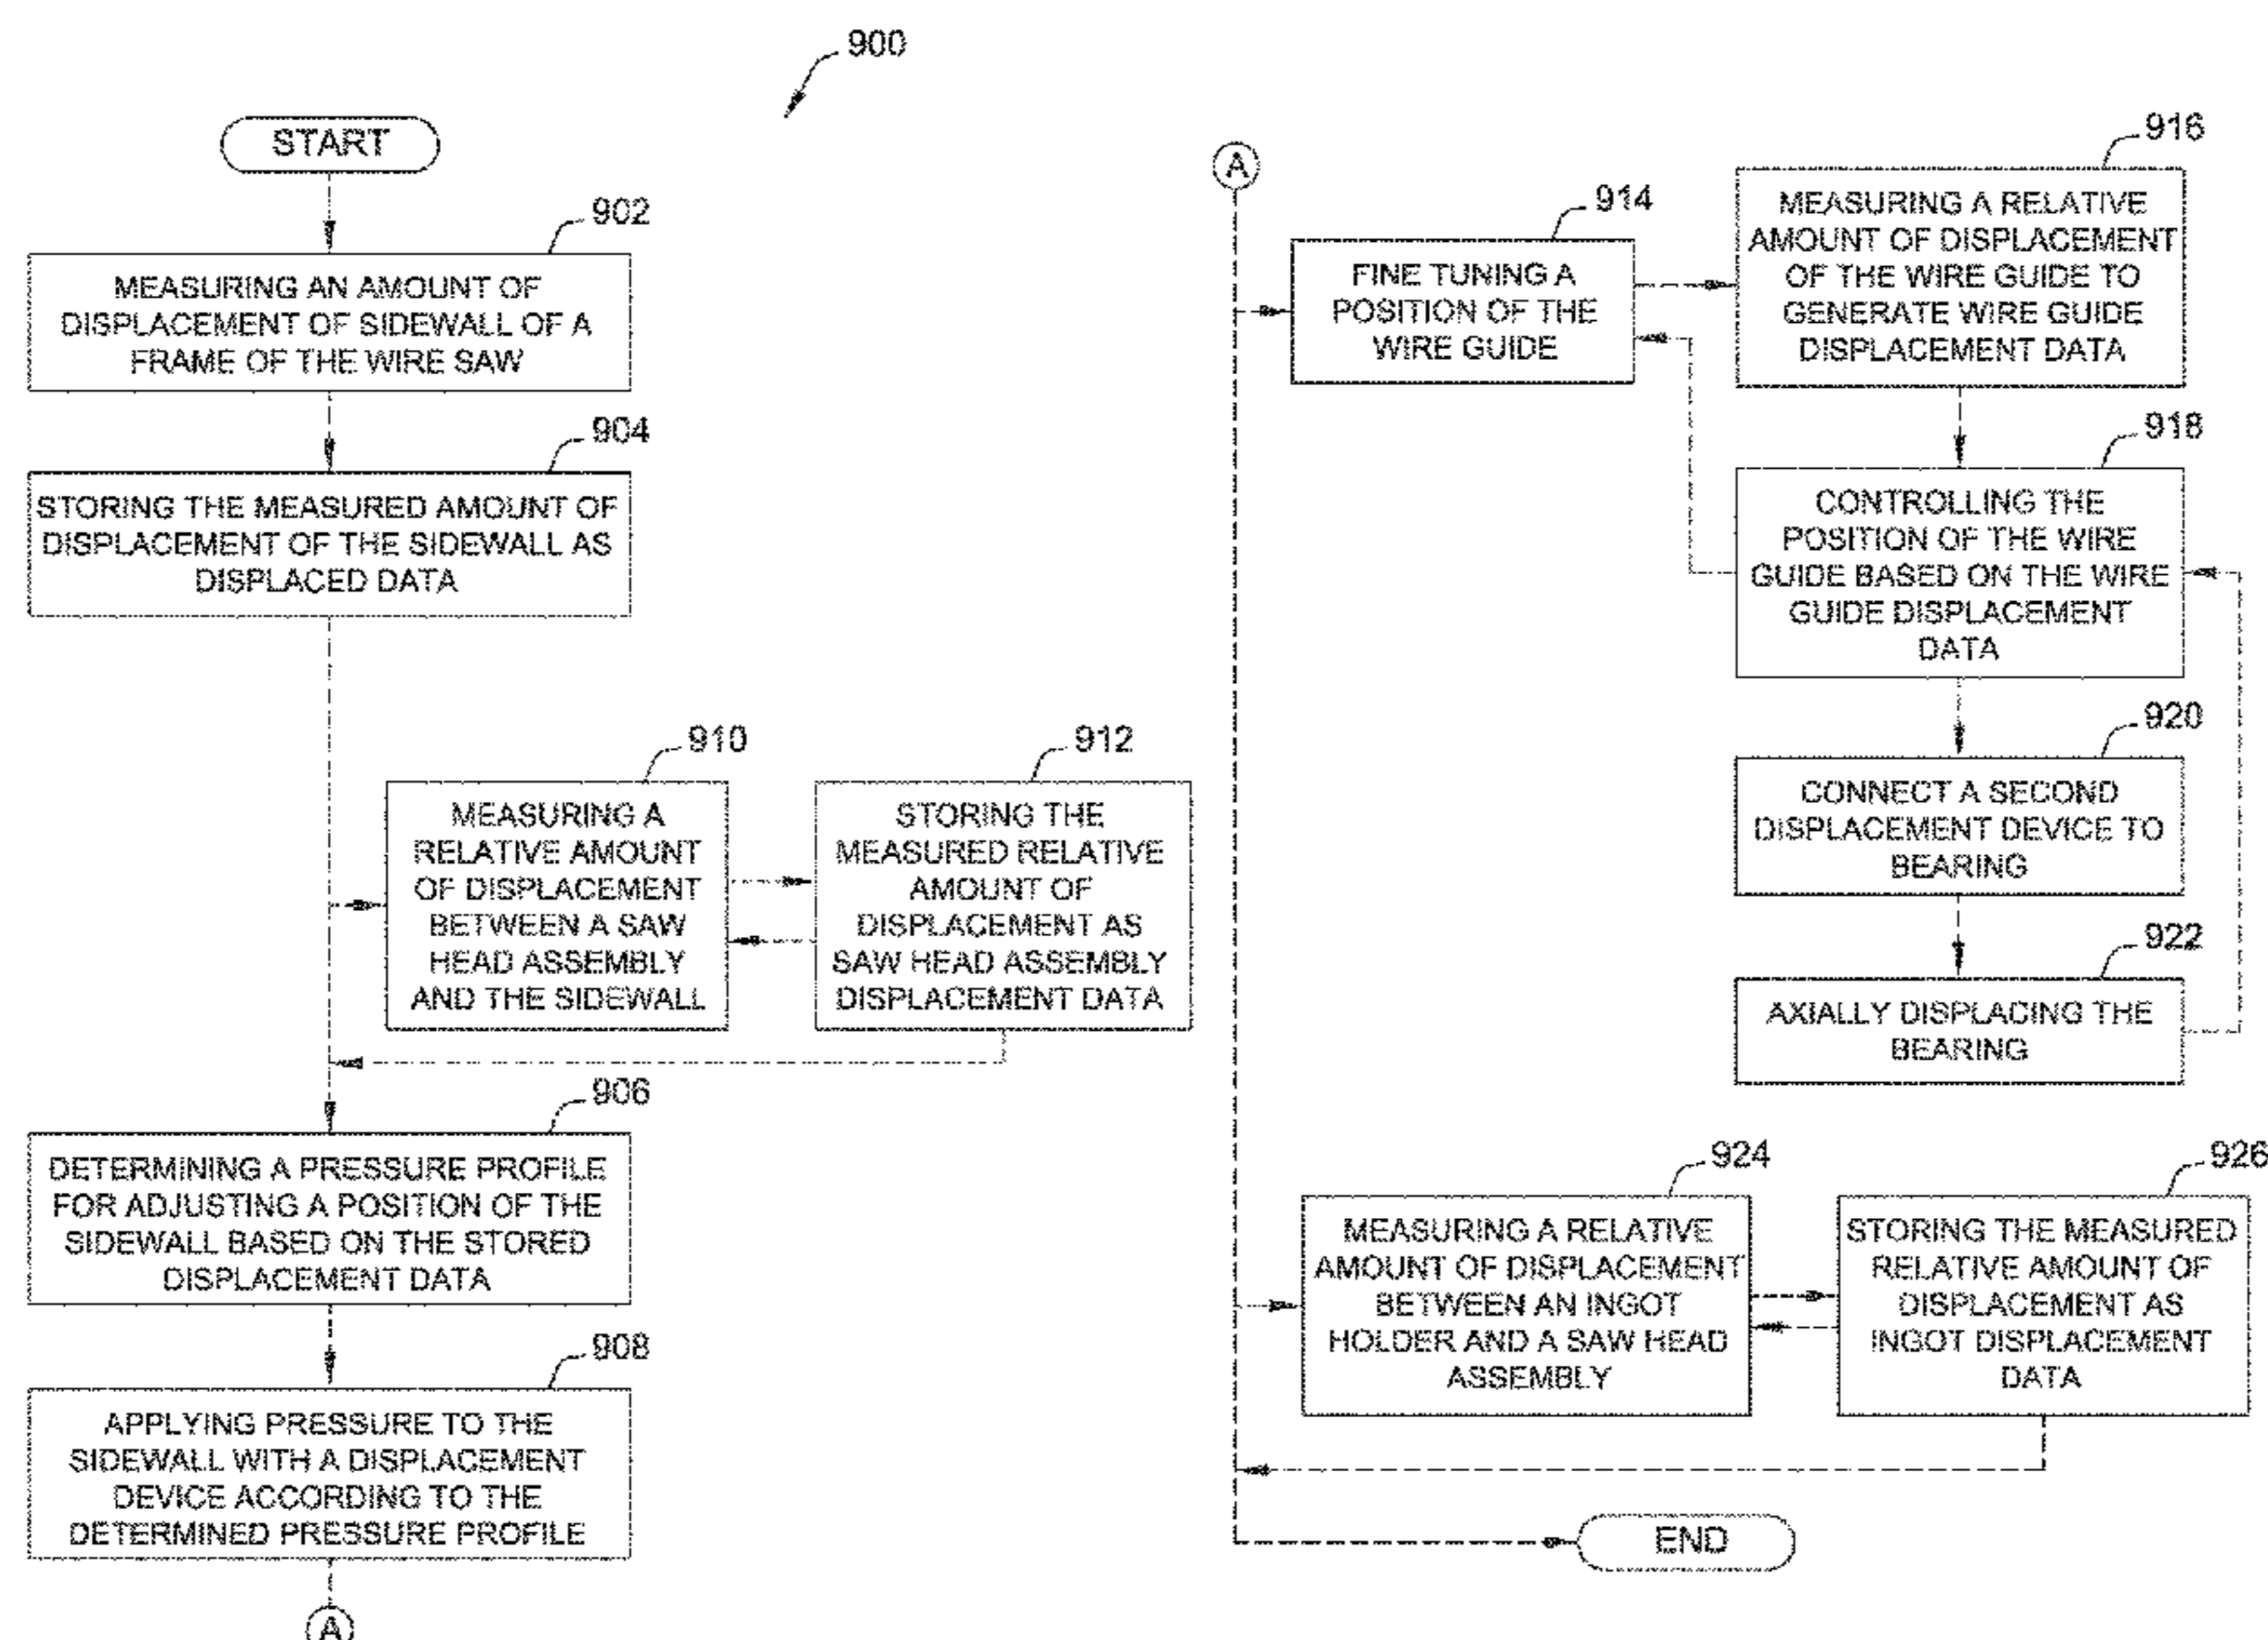 900
START
902
MEASURING AN AMOUNT OF
DISPLACEMENT OF SIDEWALL OF A
FRAME OF THE WIRE SAW
904
STORING THE MEASURED AMOUNT OF
DISPLACEMENT OF THE SIDEWALL AS
DISPLACED DATA
910
MEASURING A
RELATIVE AMOUNT
OF DISPLACEMENT
BETWEEN A SAW
HEAD ASSEMBLY
AND THE SIDEWALL
912
STORING THE
MEASURED RELATIVE
AMOUNT OF
DISPLACEMENT AS
SAW HEAD ASSEMBLY
DISPLACEMENT DATA
906
DETERMINING A PRESSURE PROFILE
FOR ADJUSTING A POSITION OF THE
SIDEWALL BASED ON THE STORED
DISPLACEMENT DATA
908
APPLYING PRESSURE TO THE
SIDEWALL WITH A DISPLACEMENT
DEVICE ACCORDING TO THE
DETERMINED PRESSURE PROFILE
A
A
914
FINE TUNING A
POSITION OF THE
WIRE GUIDE
916
MEASURING A RELATIVE
AMOUNT OF DISPLACEMENT
OF THE WIRE GUIDE TO
GENERATE WIRE GUIDE
DISPLACEMENT DATA
918
CONTROLLING THE
POSITION OF THE WIRE
GUIDE BASED ON THE WIRE
GUIDE DISPLACEMENT
DATA
920
CONNECT A SECOND
DISPLACEMENT DEVICE TO
BEARING
922
AXIALLY DISPLACING THE
BEARING
924
MEASURING A RELATIVE
AMOUNT OF DISPLACEMENT
BETWEEN AN INGOT
HOLDER AND A SAW HEAD
ASSEMBLY
926
STORING THE MEASURED
RELATIVE AMOUNT OF
DISPLACEMENT AS
INGOT DISPLACEMENT
DATA
END